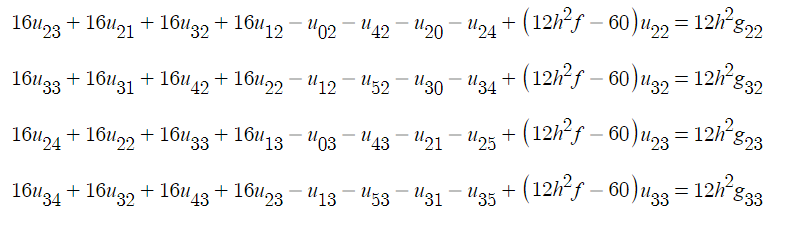 16u₂₃ + 16u₂₁ + 16u₃₂ + 16u₁₂ − u₀₂ − u₄₂ − u₂₀ − u₂₄ + (12h²f − 60)u₂₂ = 12h²g₂₂
16u₃₃ + 16u₃₁ + 16u₄₂ + 16u₂₂ − u₁₂ − u₅₂ − u₃₀ − u₃₄ + (12h²f − 60)u₃₂ = 12h²g₃₂
16u₂₄ + 16u₂₂ + 16u₃₃ + 16u₁₃ − u₀₃ − u₄₃ − u₂₁ − u₂₅ + (12h²f − 60)u₂₃ = 12h²g₂₃
16u₃₄ + 16u₃₂ + 16u₄₃ + 16u₂₃ − u₁₃ − u₅₃ − u₃₁ − u₃₅ + (12h²f − 60)u₃₃ = 12h²g₃₃